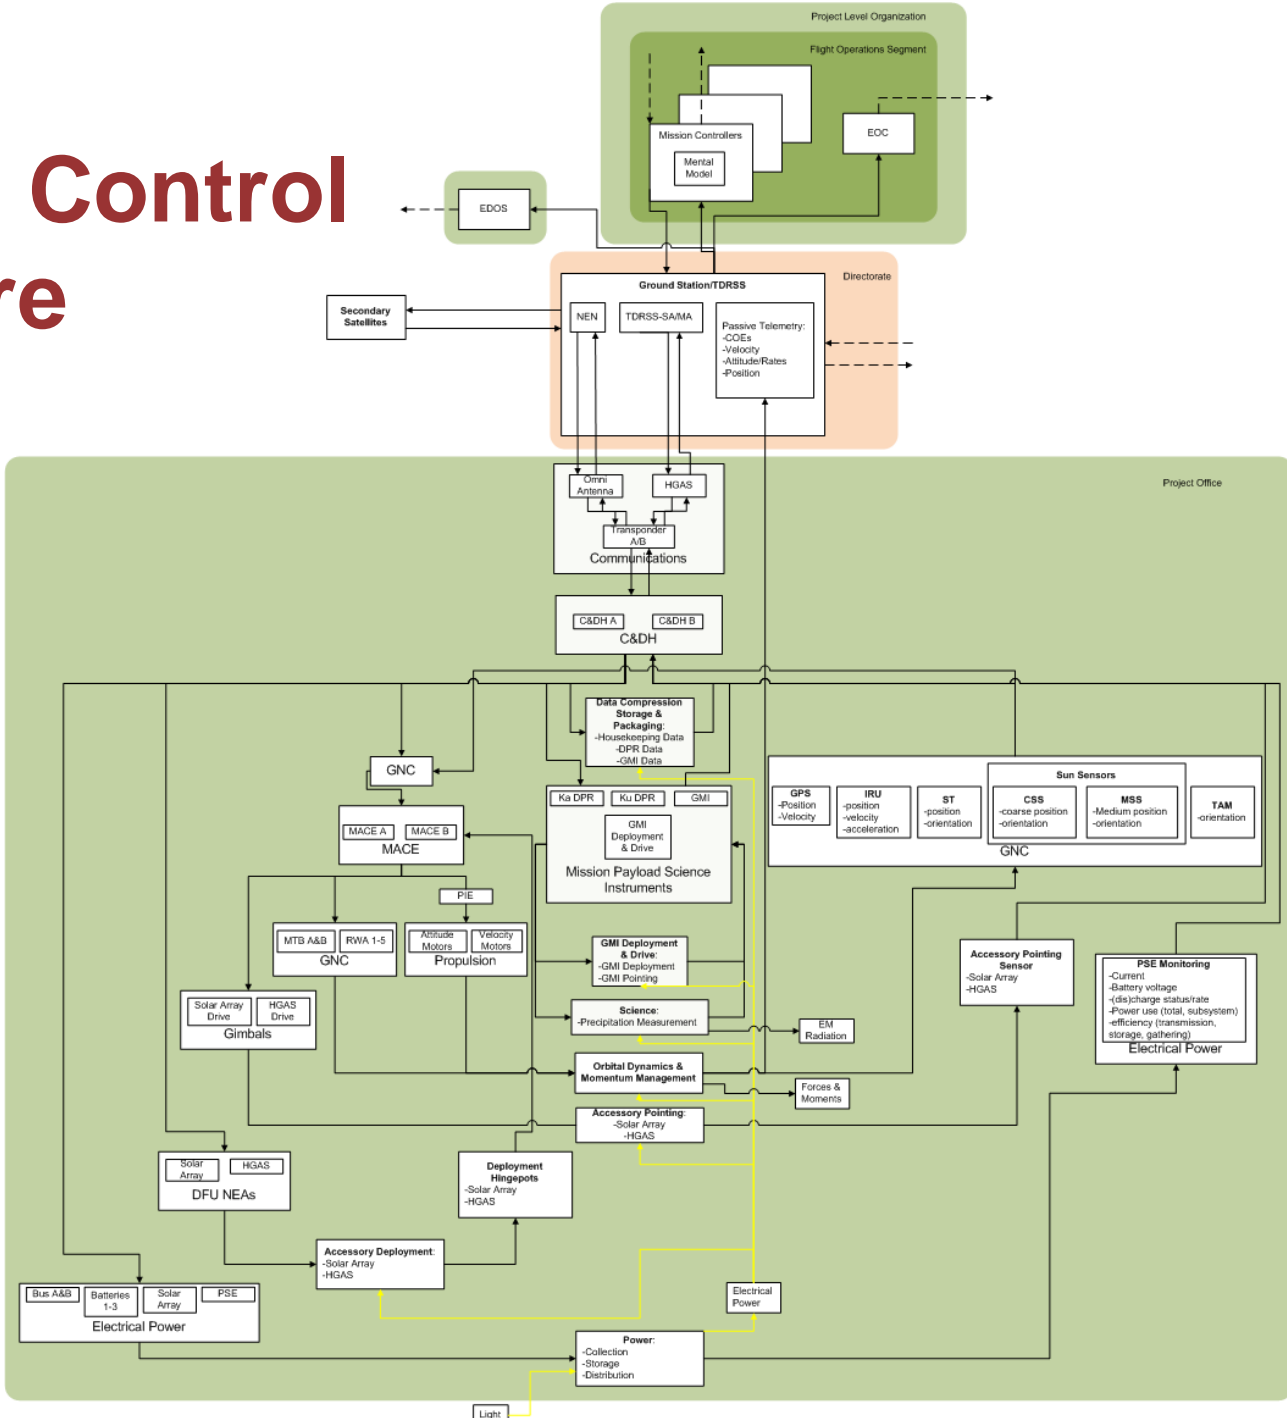 Project Level Organization
Flight Operations Segment
Mission Controllers
Mental
Model
EOC
Control
re
EDOS
Directorate
Ground Station/TDRSS
Secondary
Satellites
NEN
TDRSS-SA/MA
Passive Telemetry:
-COEs
-Velocity
-Attitude/Rates
-Position
Project Office
Omni
Antenna
HGAS
Transponder
A/B
Communications
C&DH A
C&DH B
C&DH
Data Compression
Storage &
Packaging:
-Housekeeping Data
-DPR Data
-GMI Data
GNC
MACE A
MACE B
MACE
Ka DPR
Ku DPR
GMI
GMI
Deployment
& Drive
Mission Payload Science
Instruments
Sun Sensors
GPS
-Position
-Velocity
IRU
-position
-velocity
-acceleration
ST
-position
-orientation
CSS
-coarse position
-orientation
MSS
-Medium position
-orientation
TAM
-orientation
GNC
PIE
MTB A&B
RWA 1-5
GNC
Attitude
Motors
Velocity
Motors
Propulsion
GMI Deployment
& Drive:
-GMI Deployment
-GMI Pointing
Accessory Pointing
Sensor
-Solar Array
-HGAS
PSE Monitoring
-Current
-Battery voltage
-(dis)charge status/rate
-Power use (total, subsystem)
-efficiency (transmission,
storage, gathering)
Electrical Power
Solar Array
Drive
HGAS
Drive
Gimbals
Science:
-Precipitation Measurement
EM
Radiation
Orbital Dynamics &
Momentum Management
Forces &
Moments
Accessory Pointing:
-Solar Array
-HGAS
Solar
Array
HGAS
DFU NEAs
Deployment
Hingepots
-Solar Array
-HGAS
Accessory Deployment:
-Solar Array
-HGAS
Bus A&B
Batteries
1-3
Solar
Array
PSE
Electrical Power
Electrical
Power
Power:
-Collection
-Storage
-Distribution
Light